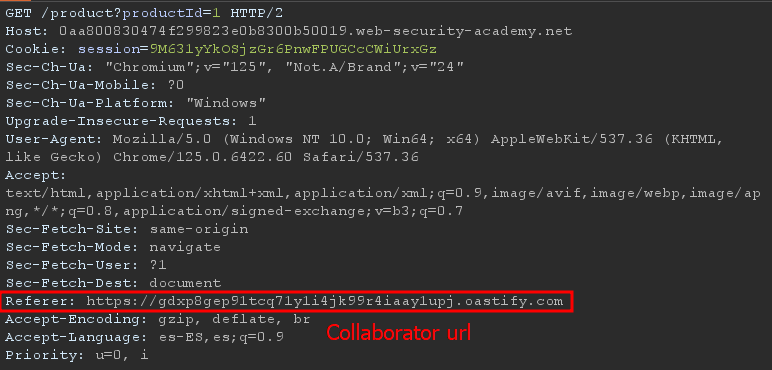 GET /product?productId=1 HTTP/2
Host: 0aa800830474f299823e0b8300b50019.web-security-academy.net
Cookie: session=9M63lyYkOSjzGr6PnwFPUGCcCWiUrxGz
Sec-Ch-Ua: "Chromium";v="125", "Not.A/Brand";v="24"
Sec-Ch-Ua-Mobile: ?0
Sec-Ch-Ua-Platform: "Windows"
Upgrade-Insecure-Requests: 1
User-Agent: Mozilla/5.0 (Windows NT 10.0; Win64; x64) AppleWebKit/537.36 (KHTML,
like Gecko) Chrome/125.0.6422.60 Safari/537.36
Accept:
text/html,application/xhtml+xml,application/xml;q=0.9,image/avif,image/webp,image/ap
ng,*/*;q=0.8,application/signed-exchange;v=b3;q=0.7
Sec-Fetch-Site: same-origin
Sec-Fetch-Mode: navigate
Sec-Fetch-User: ?1
Sec-Fetch-Dest: document
Referer: https://gdxp8gep91tcq7lyli4jk99r4iaay1upj.oastify.com
Accept-Encoding: gzip, deflate, br
Collaborator url
Accept-Language: es-ES,es;q=0.9
Priority: u=0, i